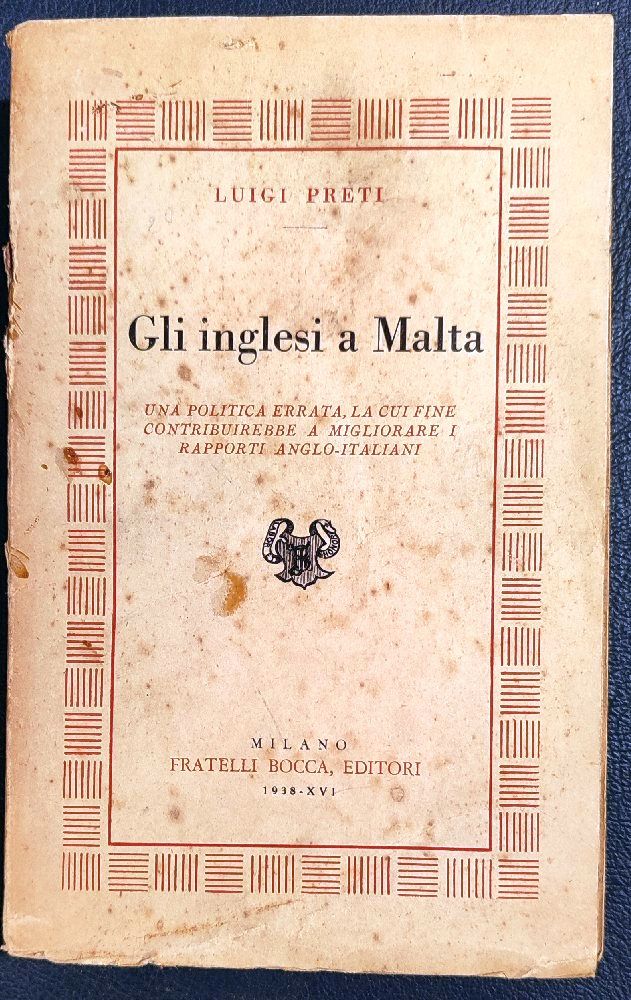 LUIGI PRETI
Gli inglesi a Malta
UNA POLITICA ERRATA, LA CUI FINE
CONTRIBUIREBBE A MIGLIORARE I
RAPPORTI ANGLO-ITALIANI
MILANO
FRATELLI BOCCA, EDITORI
1938-XVI